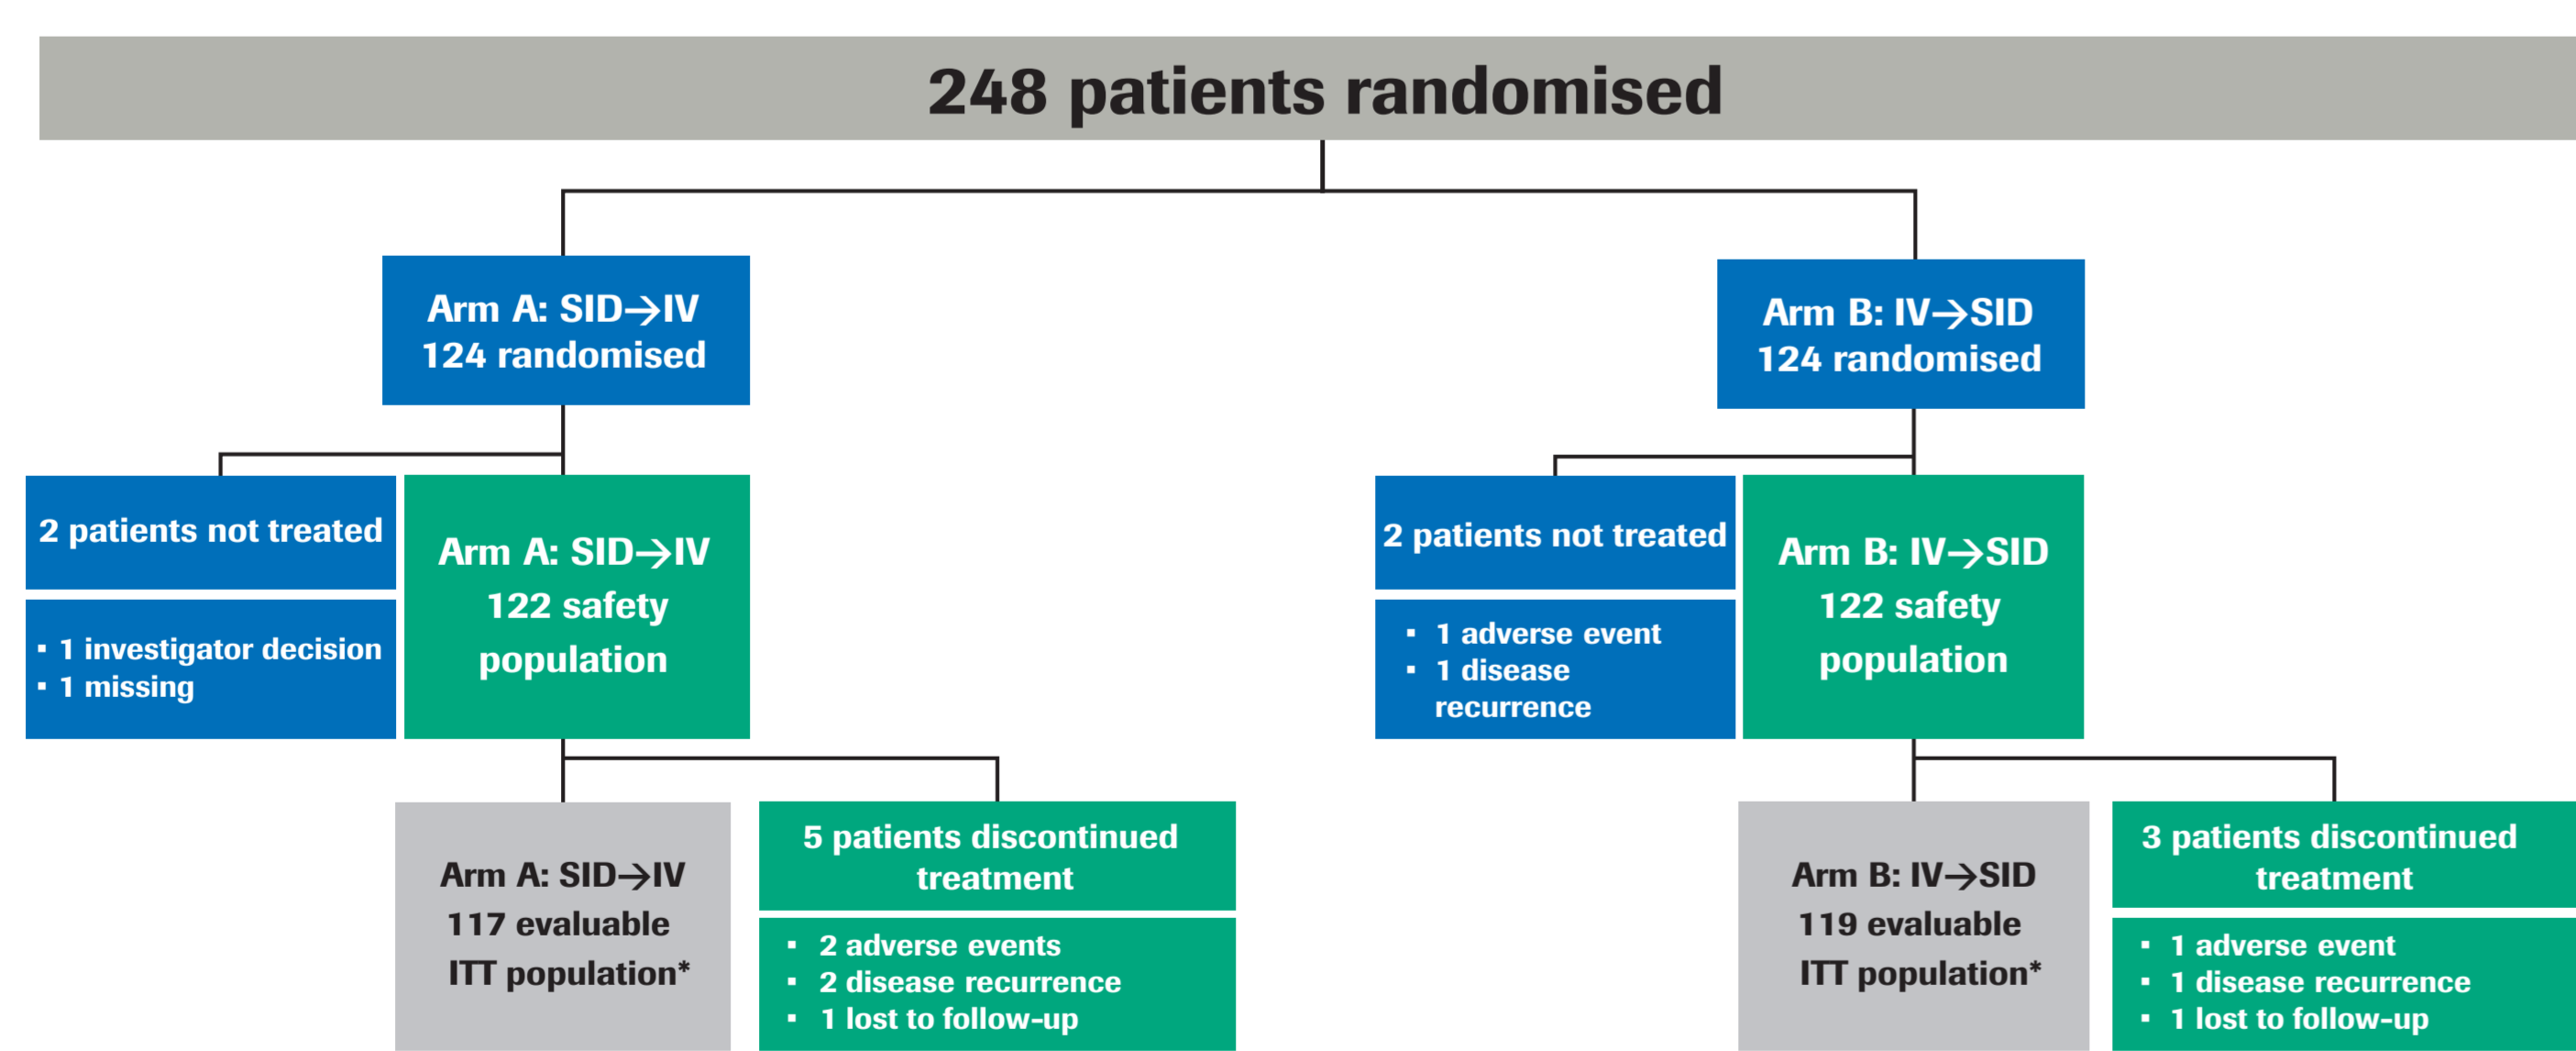 248 patients randomised
Arm A: SID→IV
124 randomised
Arm B: IV→SID
124 randomised
2 patients not treated
▪ 1 investigator decision
▪ 1 missing
Arm A: SID→IV
122 safety
population
2 patients not treated
▪ 1 adverse event
▪ 1 disease
recurrence
Arm B: IV→SID
122 safety
population
Arm A: SID→IV
117 evaluable
ITT population*
5 patients discontinued
treatment
▪ 2 adverse events
▪ 2 disease recurrence
▪ 1 lost to follow-up
Arm B: IV→SID
119 evaluable
ITT population*
3 patients discontinued
treatment
▪ 1 adverse event
▪ 1 disease recurrence
▪ 1 lost to follow-up